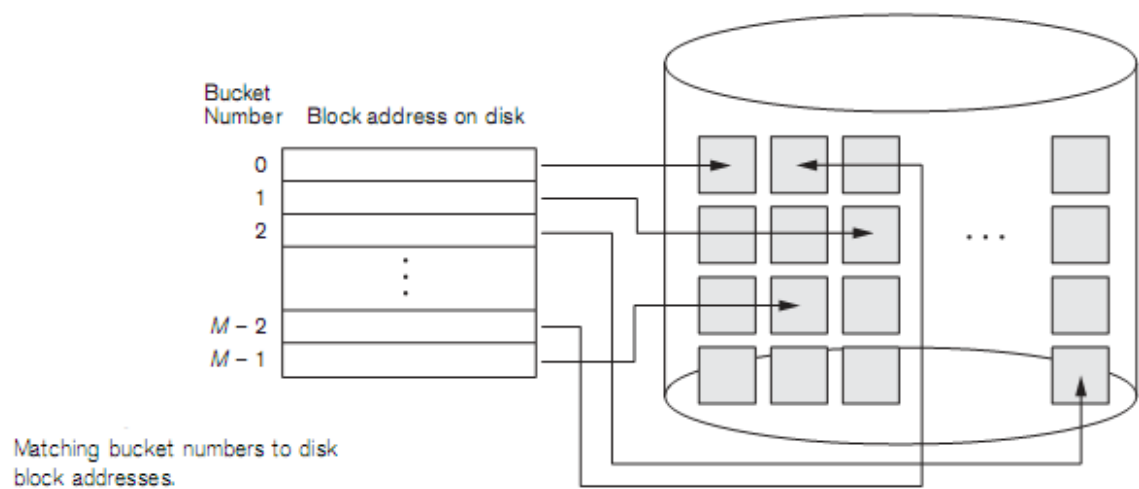 Bucket
Number Block address on disk
0
1
2
⋮
M – 2
M – 1
...
Matching bucket numbers to disk
block addresses.